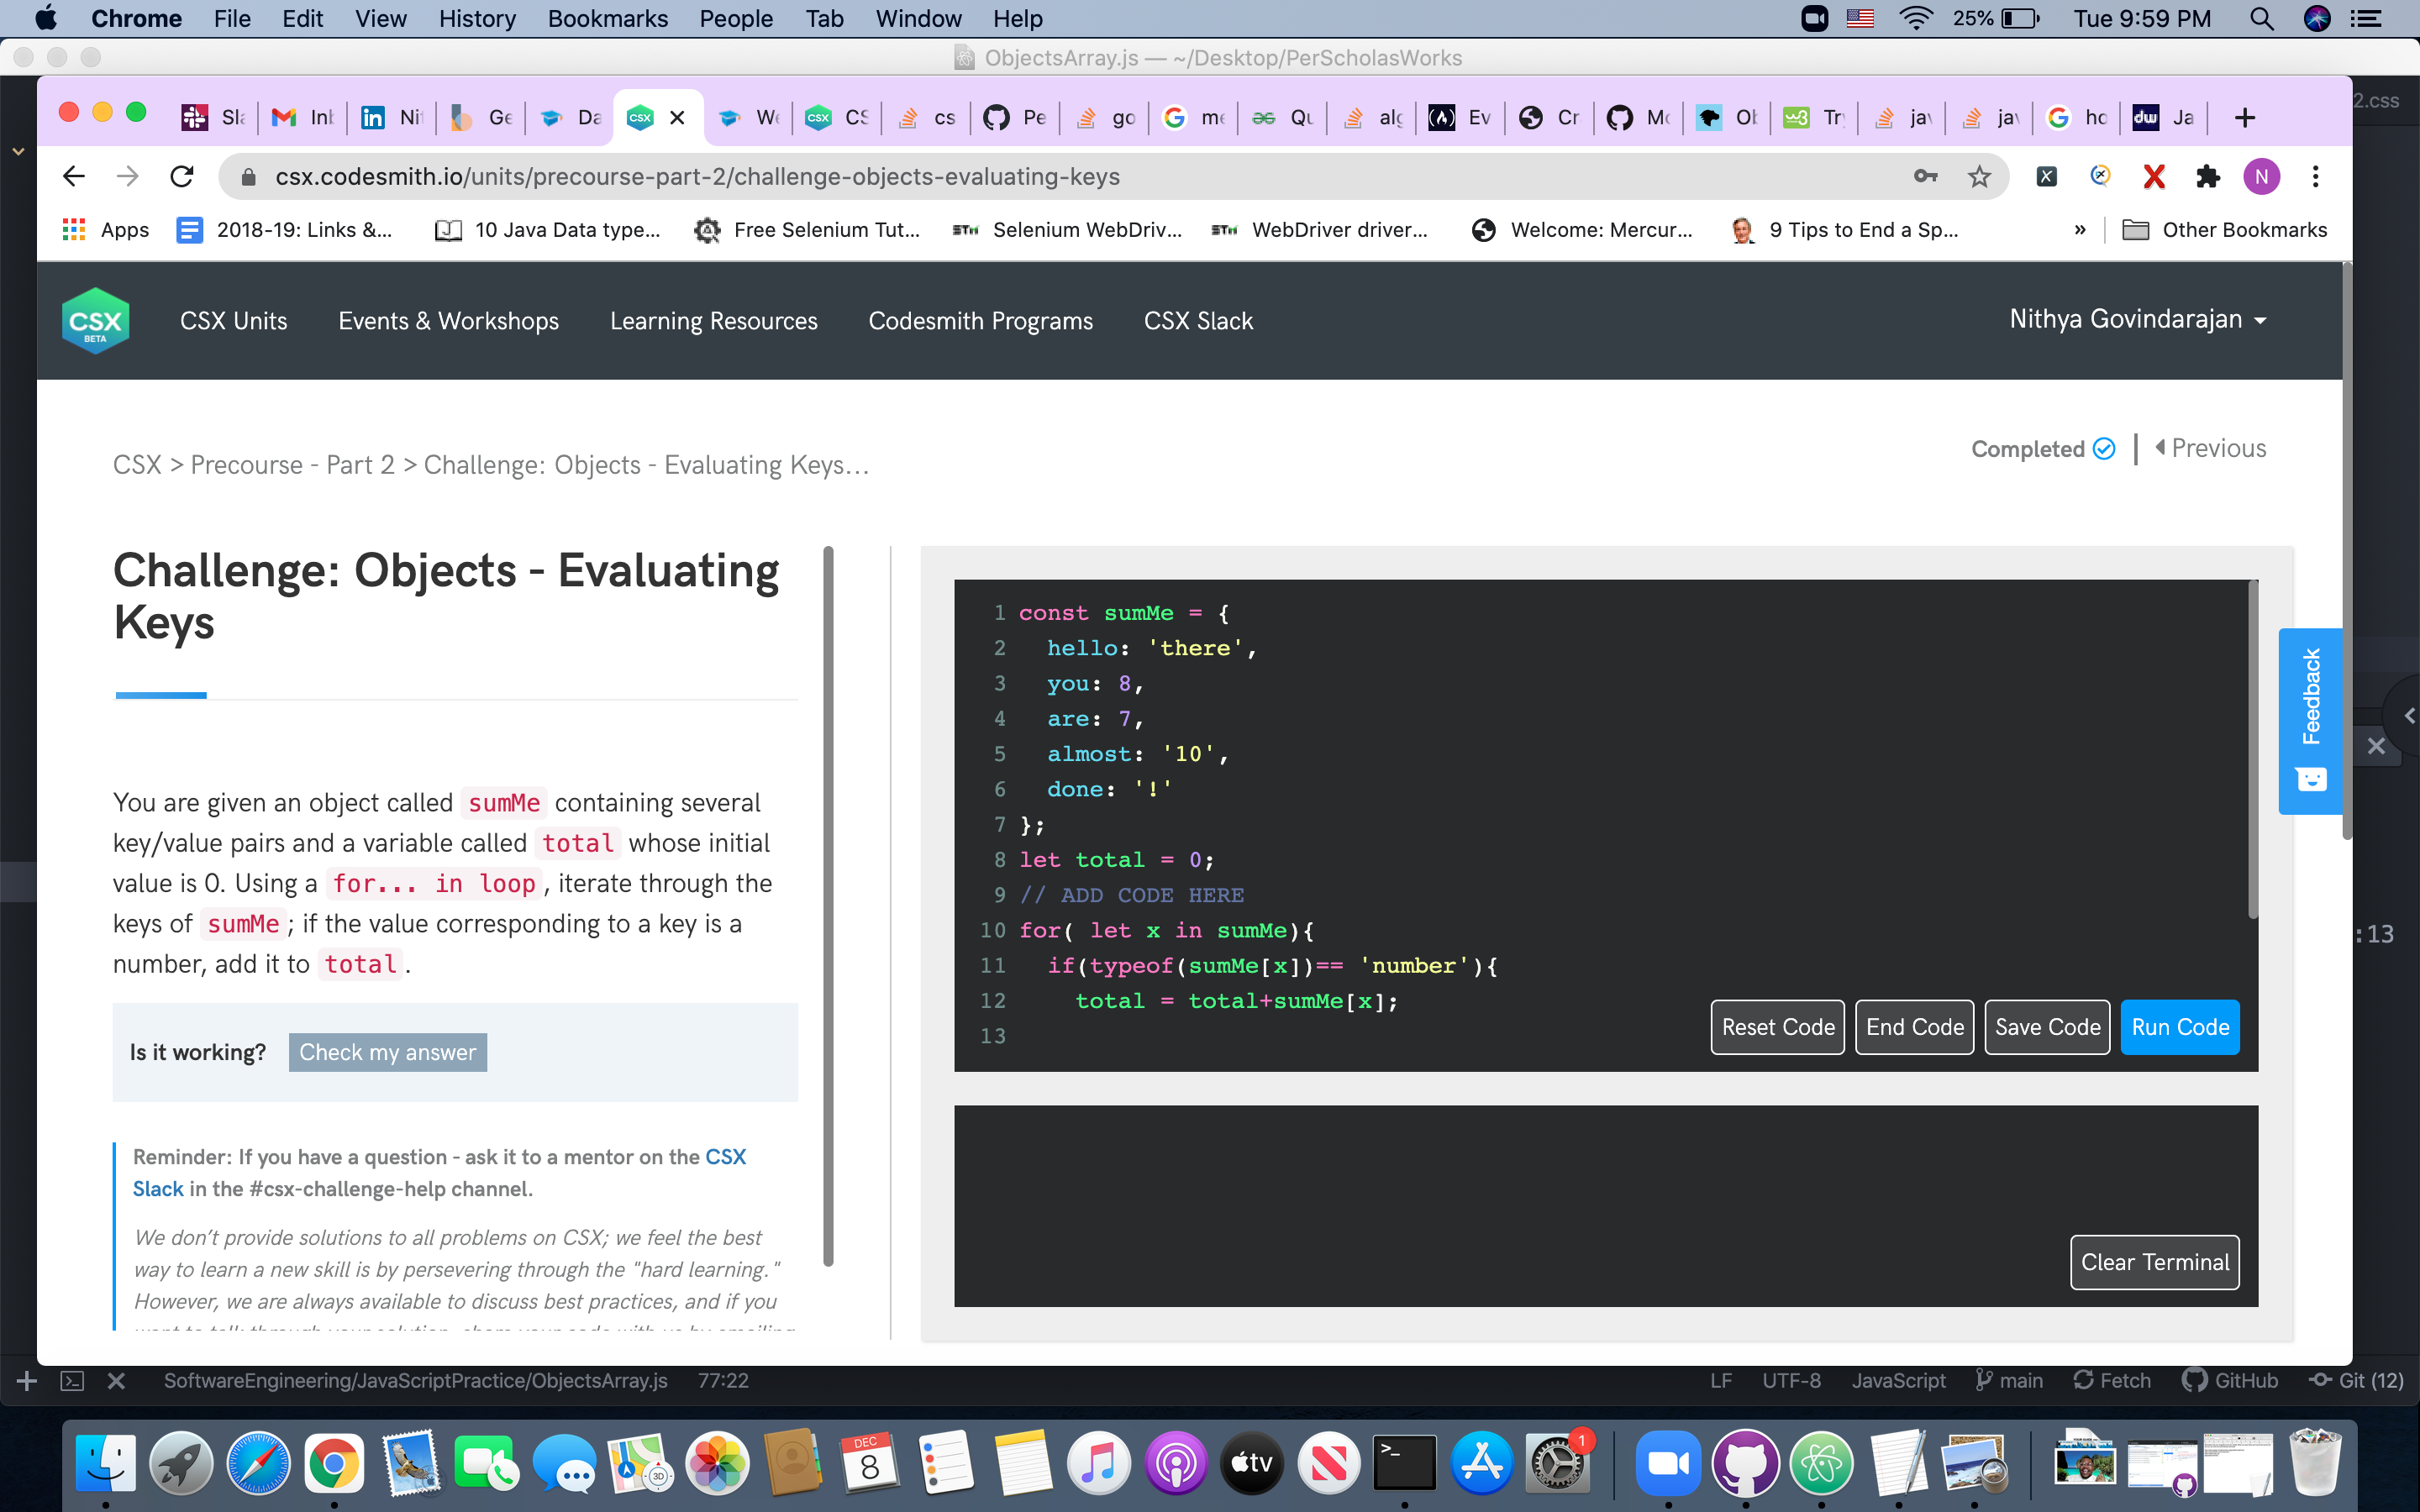 Chrome File Edit View History Bookmarks People Tab Window Help 25% Tue 9:59 PM
ObjectsArray.js — ~/Desktop/PerScholasWorks
2.css
Sla Inb Nit Ge Da We CS cs Pe go me Qu alg Ev Cr Mo Ob Try jav jav ho Ja
csx.codesmith.io/units/precourse-part-2/challenge-objects-evaluating-keys N
Apps 2018-19: Links &... 10 Java Data type... Free Selenium Tut... Selenium WebDriv... WebDriver driver... Welcome: Mercur... 9 Tips to End a Sp... » Other Bookmarks
CSX BETA CSX Units Events & Workshops Learning Resources Codesmith Programs CSX Slack Nithya Govindarajan
Completed | Previous
CSX > Precourse - Part 2 > Challenge: Objects - Evaluating Keys...
Challenge: Objects - Evaluating
Keys
You are given an object called sumMe containing several
key/value pairs and a variable called total whose initial
value is 0. Using a for... in loop, iterate through the
keys of sumMe; if the value corresponding to a key is a
number, add it to total.
Is it working? Check my answer
Reminder: If you have a question - ask it to a mentor on the CSX
Slack in the #csx-challenge-help channel.
We don't provide solutions to all problems on CSX; we feel the best
way to learn a new skill is by persevering through the "hard learning."
However, we are always available to discuss best practices, and if you
1 const sumMe = {
2 hello: 'there',
3 you: 8,
4 are: 7,
5 almost: '10',
6 done: '!'
7 };
8 let total = 0;
9 // ADD CODE HERE
10 for( let x in sumMe){
11 if(typeof(sumMe[x])== 'number'){
12 total = total+sumMe[x];
13
Reset Code End Code Save Code Run Code
Clear Terminal
Feedback
:13
SoftwareEngineering/JavaScriptPractice/ObjectsArray.js 77:22 LF UTF-8 JavaScript main Fetch GitHub Git (12)
DEC
8
3D
tv
1